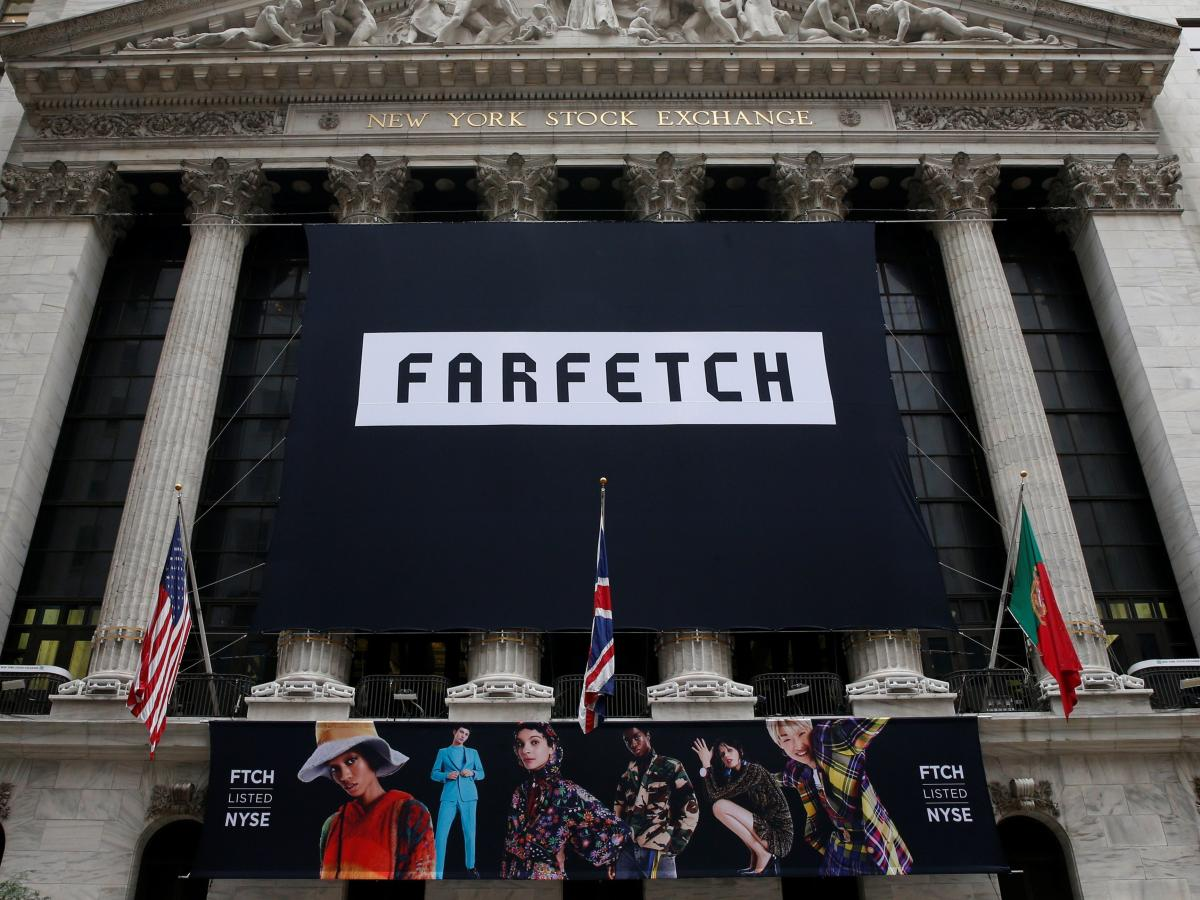 NEW YORK STOCK EXCHANGE
FARFETCH
FTCH
LISTED
NYSE
FTCH
LISTED
NYSE